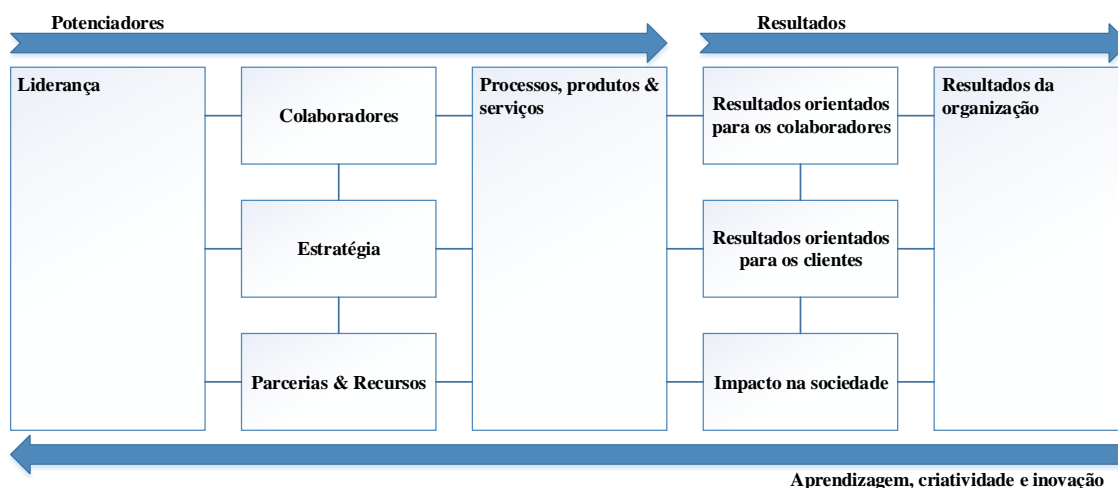 Potenciadores
Resultados
Liderança
Colaboradores
Estratégia
Parcerias & Recursos
Processos, produtos &
serviços
Resultados orientados
para os colaboradores
Resultados orientados
para os clientes
Impacto na sociedade
Resultados da
organização
Aprendizagem, criatividade e inovação